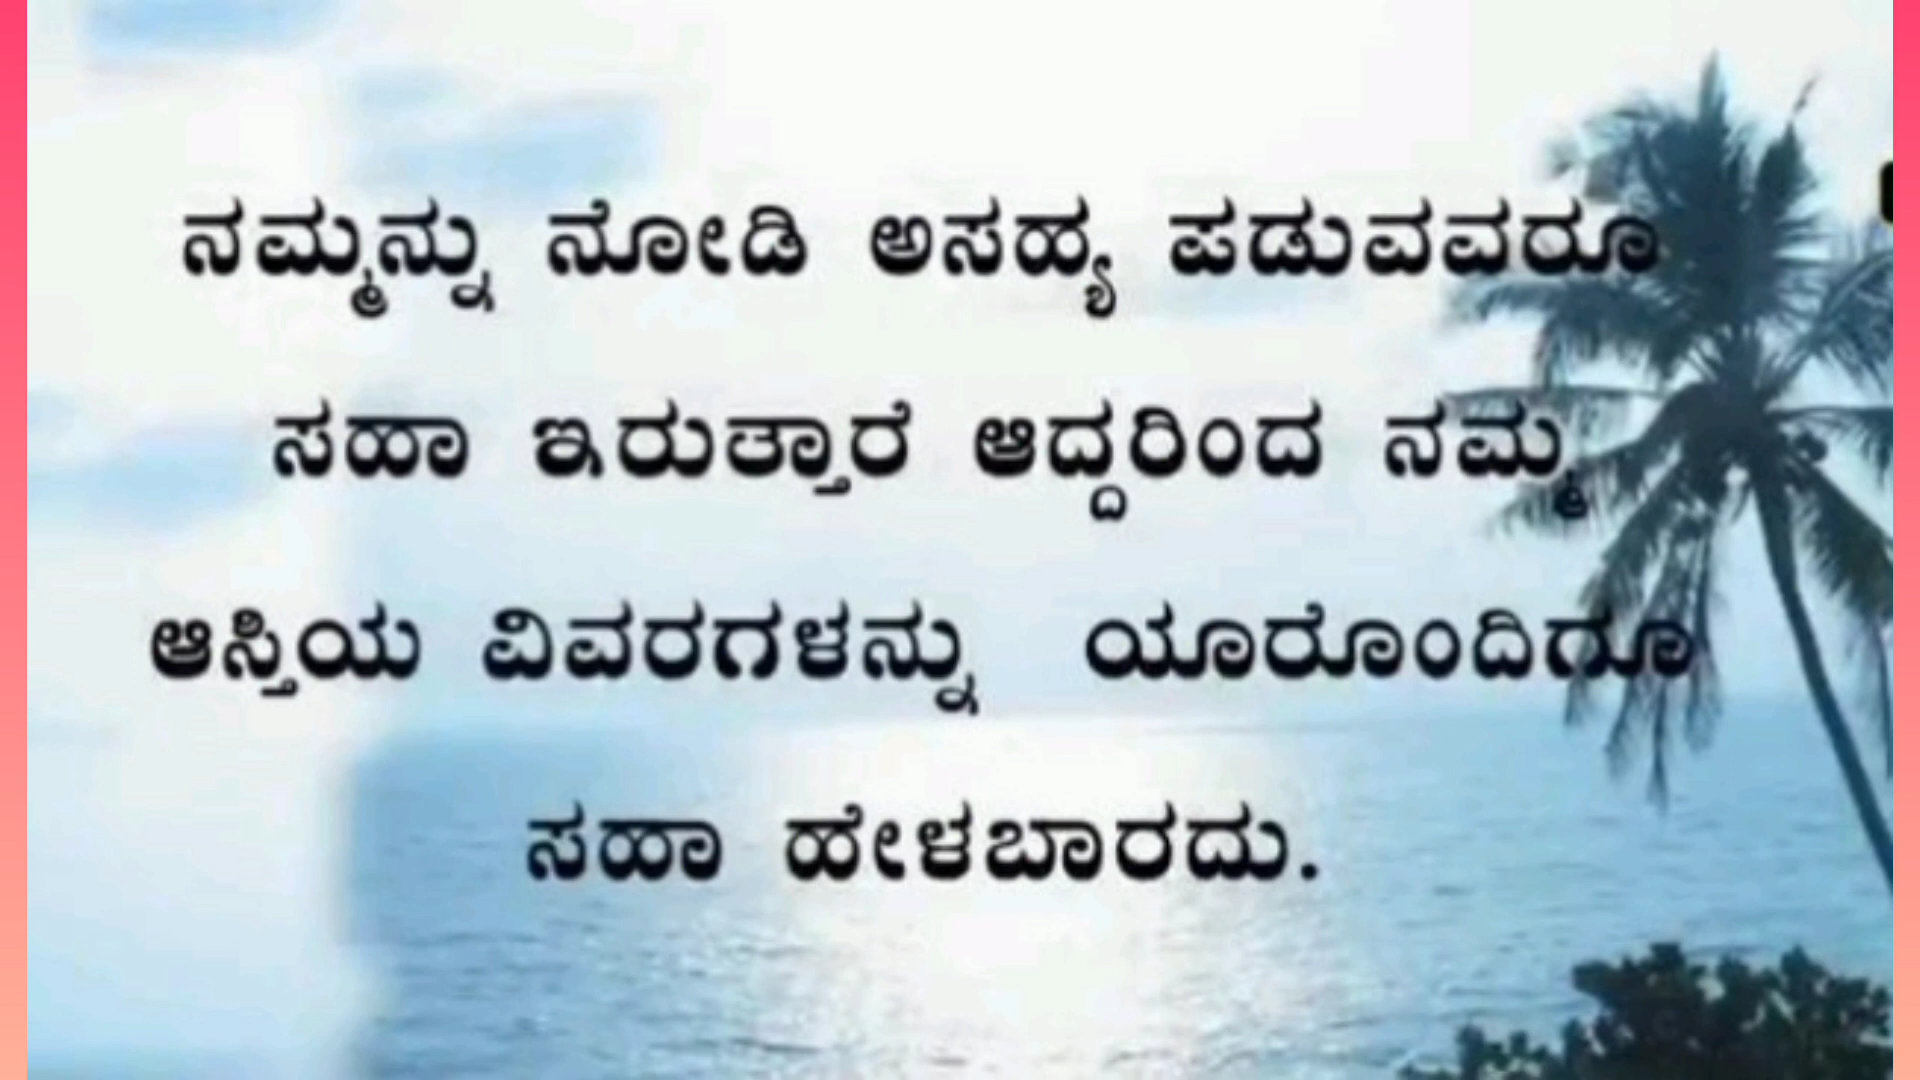 ನಮ್ಮನ್ನು ನೋಡಿ ಅಸಹ್ಯ ಪಡುವವರೂ
ಸಹಾ ಇರುತ್ತಾರೆ ಆದ್ದರಿಂದ ನಮ್ಮ
ಆಸ್ತಿಯ ವಿವರಗಳನ್ನು ಯಾರೊಂದಿಗೂ
ಸಹಾ ಹೇಳಬಾರದು.